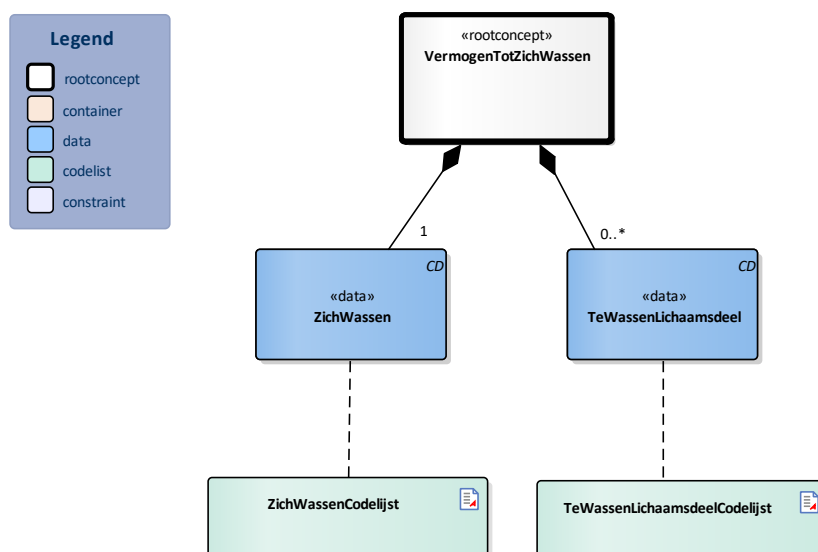 Legend
rootconcept
container
data
codelist
constraint
«rootconcept»
VermogenTotZichWassen
1
0..*
CD
«data»
ZichWassen
CD
«data»
TeWassenLichaamsdeel
ZichWassenCodelijst
TeWassenLichaamsdeelCodelijst